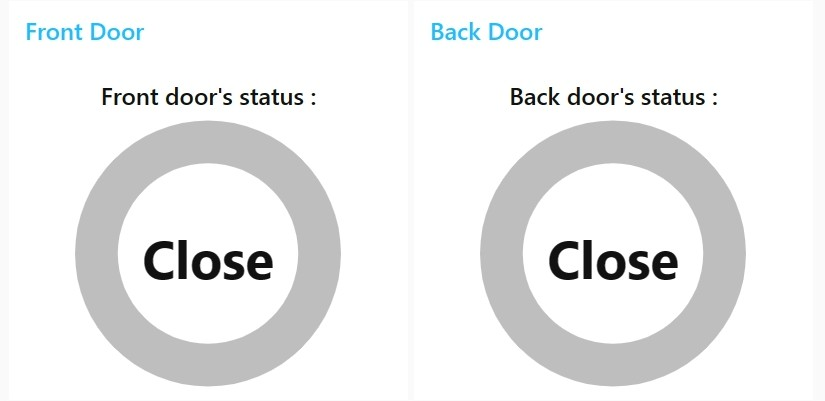 Front Door
Front door's status :
Close
Back Door
Back door's status :
Close